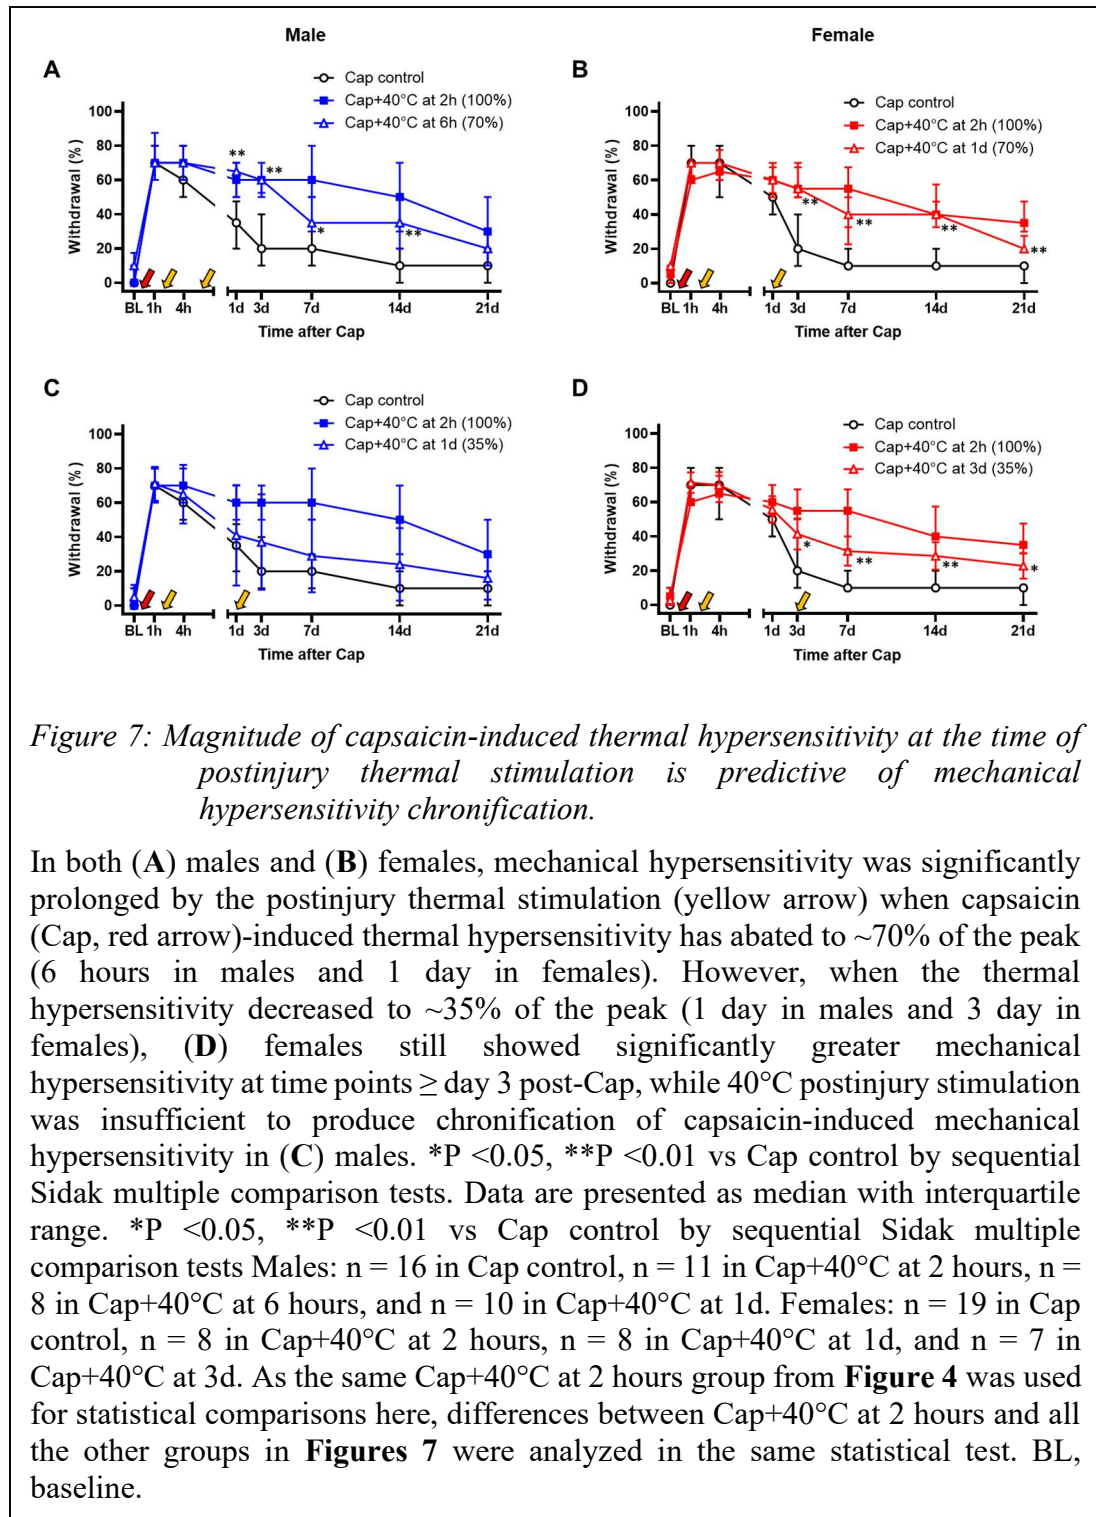 Male
Female
A
Cap control
Cap+40°C at 2h (100%)
Cap+40°C at 6h (70%)
Withdrawal (%)
100
80
60
40
20
0
**
**
*
**
BL 1h 4h 1d 3d 7d 14d 21d
Time after Cap
B
Cap control
Cap+40°C at 2h (100%)
Cap+40°C at 1d (70%)
Withdrawal (%)
100
80
60
40
20
0
**
**
**
**
BL 1h 4h 1d 3d 7d 14d 21d
Time after Cap
C
Cap control
Cap+40°C at 2h (100%)
Cap+40°C at 1d (35%)
Withdrawal (%)
100
80
60
40
20
0
BL 1h 4h 1d 3d 7d 14d 21d
Time after Cap
D
Cap control
Cap+40°C at 2h (100%)
Cap+40°C at 3d (35%)
Withdrawal (%)
100
80
60
40
20
0
*
**
**
*
BL 1h 4h 1d 3d 7d 14d 21d
Time after Cap
Figure 7: Magnitude of capsaicin-induced thermal hypersensitivity at the time of
postinjury thermal stimulation is predictive of mechanical
hypersensitivity chronification.
In both (A) males and (B) females, mechanical hypersensitivity was significantly
prolonged by the postinjury thermal stimulation (yellow arrow) when capsaicin
(Cap, red arrow)-induced thermal hypersensitivity has abated to ~70% of the peak
(6 hours in males and 1 day in females). However, when the thermal
hypersensitivity decreased to ~35% of the peak (1 day in males and 3 day in
females), (D) females still showed significantly greater mechanical
hypersensitivity at time points ≥ day 3 post-Cap, while 40°C postinjury stimulation
was insufficient to produce chronification of capsaicin-induced mechanical
hypersensitivity in (C) males. *P <0.05, **P <0.01 vs Cap control by sequential
Sidak multiple comparison tests. Data are presented as median with interquartile
range. *P <0.05, **P <0.01 vs Cap control by sequential Sidak multiple
comparison tests Males: n = 16 in Cap control, n = 11 in Cap+40°C at 2 hours, n =
8 in Cap+40°C at 6 hours, and n = 10 in Cap+40°C at 1d. Females: n = 19 in Cap
control, n = 8 in Cap+40°C at 2 hours, n = 8 in Cap+40°C at 1d, and n = 7 in
Cap+40°C at 3d. As the same Cap+40°C at 2 hours group from Figure 4 was used
for statistical comparisons here, differences between Cap+40°C at 2 hours and all
the other groups in Figures 7 were analyzed in the same statistical test. BL,
baseline.